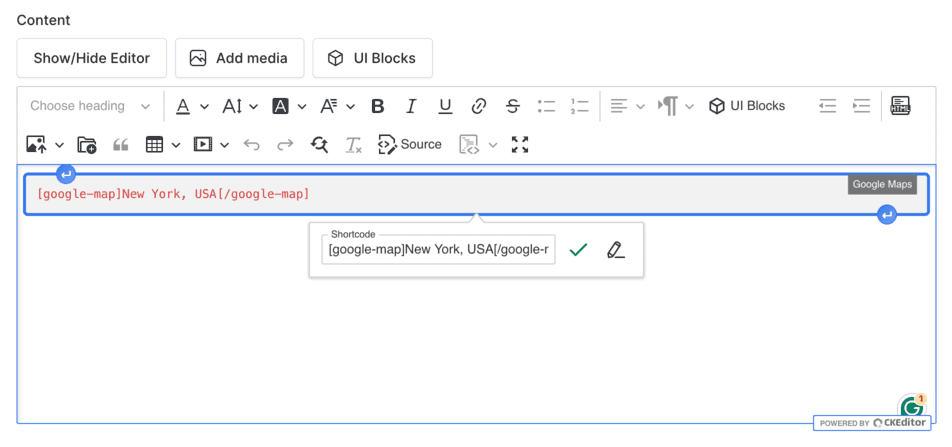 Content
Show/Hide Editor Add media UI Blocks
Choose heading A A A A B I U S UI Blocks HTML
Source
[google-map]New York, USA[/google-map] Google Maps
Shortcode
[google-map]New York, USA[/google-r
1
POWERED BY CKEditor